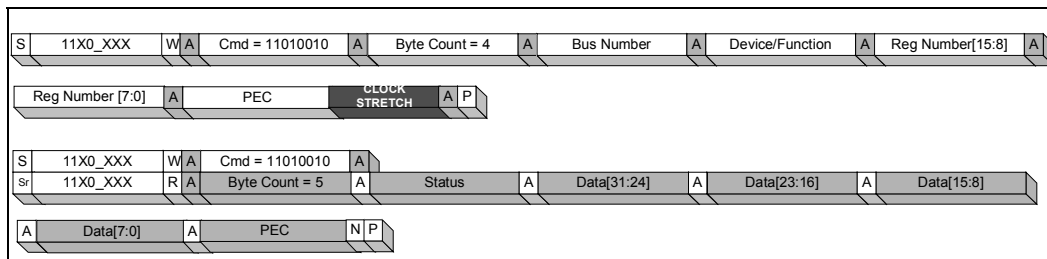 S 11X0_XXX W A Cmd = 11010010 A Byte Count = 4 A Bus Number A Device/Function A Reg Number[15:8] A
Reg Number [7:0] A PEC CLOCK STRETCH A P
S 11X0_XXX W A Cmd = 11010010 A
Sr 11X0_XXX R A Byte Count = 5 A Status A Data[31:24] A Data[23:16] A Data[15:8]
A Data[7:0] A PEC N P